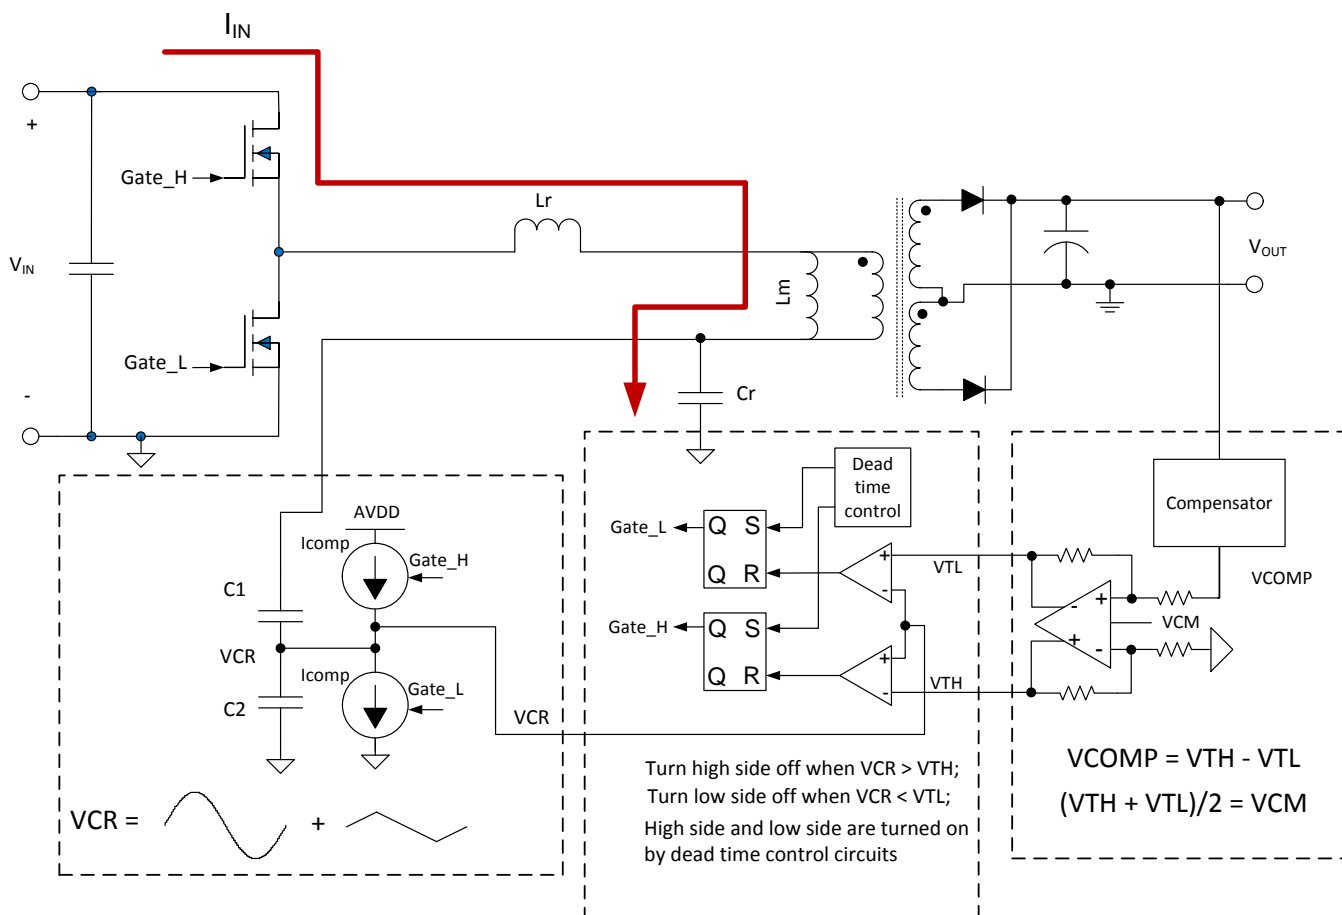 I_IN
+
Gate_H
Lr
V_IN
V_OUT
Lm
Gate_L
-
Cr
Dead
time
control
Compensator
AVDD
Icomp
Gate_H
C1
VCR
Icomp
Gate_L
C2
VCR
Gate_L
Q S
Q R
+
-
VTL
Gate_H
Q S
Q R
+
-
VTH
VCOMP
-
+
VCM
+
-
Turn high side off when VCR > VTH;
Turn low side off when VCR < VTL;
High side and low side are turned on
by dead time control circuits
VCOMP = VTH - VTL
(VTH + VTL)/2 = VCM
VCR = +